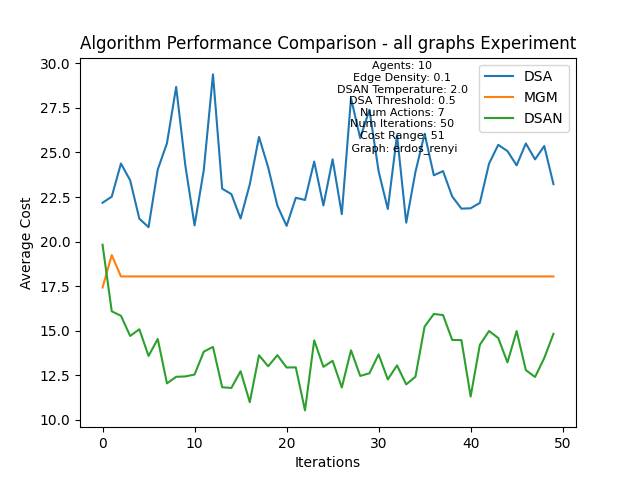 Algorithm Performance Comparison - all graphs Experiment
Agents: 10
Edge Density: 0.1
DSAN Temperature: 2.0
DSA Threshold: 0.5
Num Actions: 7
Num Iterations: 50
Cost Range: 51
Graph: erdos_renyi
DSA
MGM
DSAN
30.0
27.5
25.0
22.5
20.0
17.5
15.0
12.5
10.0
Average Cost
0 10 20 30 40 50
Iterations